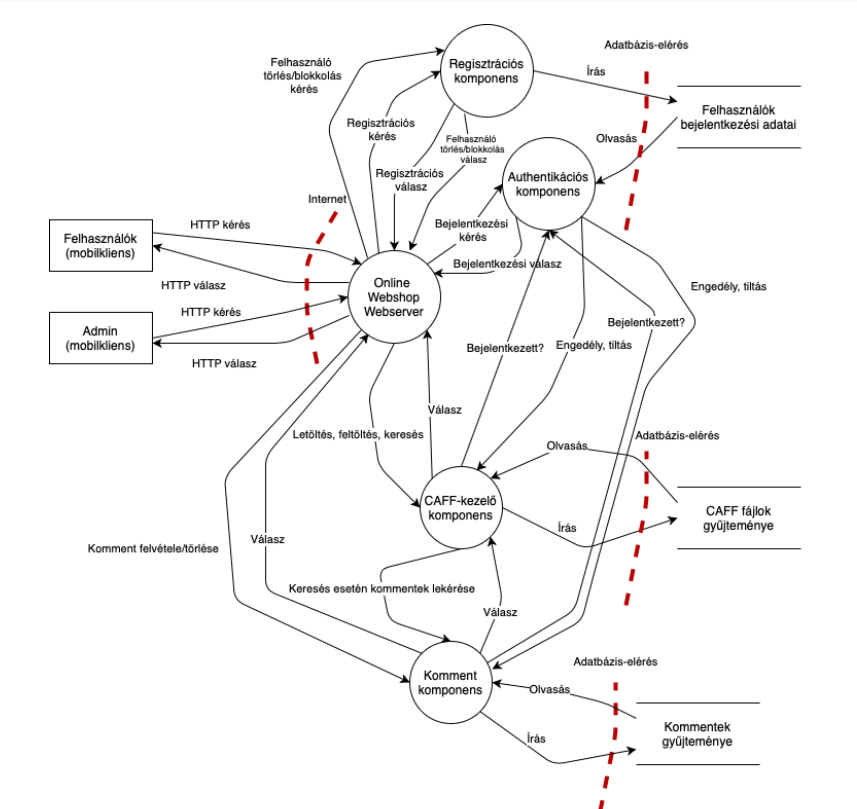 Adatbázis-elérés
Felhasználó
törlés/blokkolás
kérés
Regisztrációs
komponens
Írás
Felhasználók
bejelentkezési adatai
Regisztrációs
kérés
Felhasználó
törlés/blokkolás
válasz
Olvasás
Regisztrációs
válasz
Authentikációs
komponens
Internet
HTTP kérés
Felhasználók
(mobilkliens)
Bejelentkezési
kérés
Bejelentkezési válasz
HTTP válasz
Online
Webshop
Webserver
Engedély, tiltás
HTTP kérés
Admin
(mobilkliens)
Bejelentkezett?
Bejelentkezett?
Engedély, tiltás
HTTP válasz
Válasz
Letöltés, feltöltés, keresés
Adatbázis-elérés
Olvasás
CAFF-kezelő
komponens
CAFF fájlok
gyűjteménye
Írás
Komment felvétele/törlése
Válasz
Keresés esetén kommentek lekérése
Válasz
Adatbázis-elérés
Komment
komponens
Olvasás
Kommentek
gyűjteménye
Írás